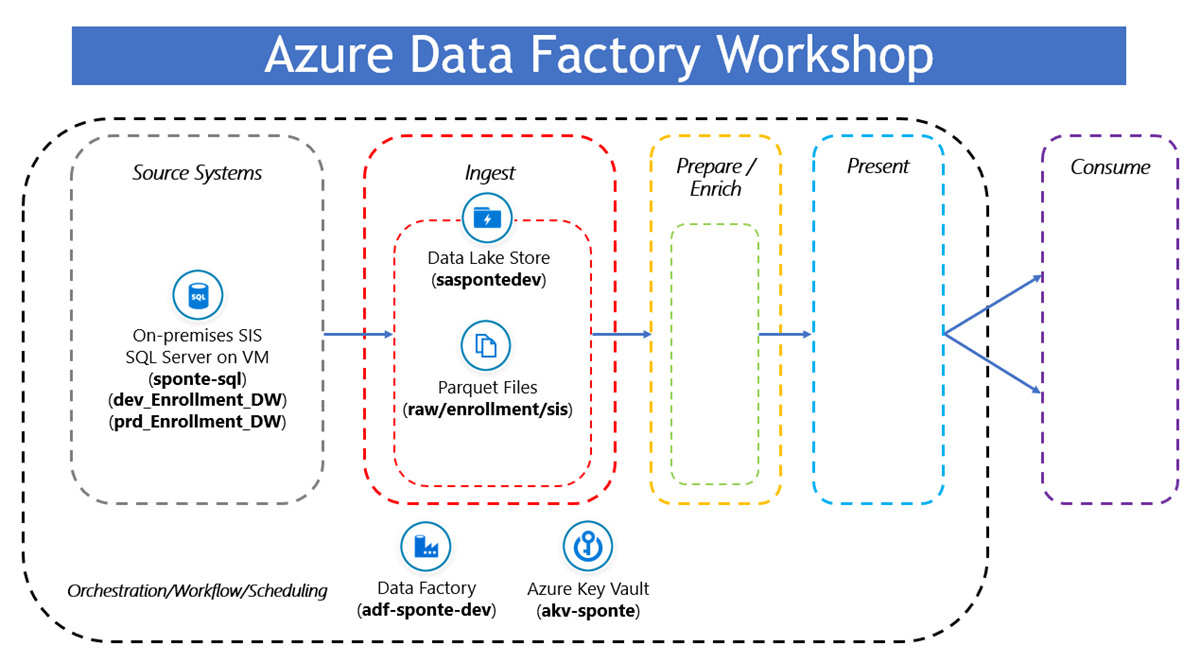 Azure Data Factory Workshop
Source Systems
On-premises SIS
SQL Server on VM
(sponte-sql)
(dev_Enrollment_DW)
(prd_Enrollment_DW)
SQL
Ingest
Data Lake Store
(saspontedev)
Parquet Files
(raw/enrollment/sis)
Prepare /
Enrich
Present
Consume
Orchestration/Workflow/Scheduling
Data Factory
(adf-sponte-dev)
Azure Key Vault
(akv-sponte)